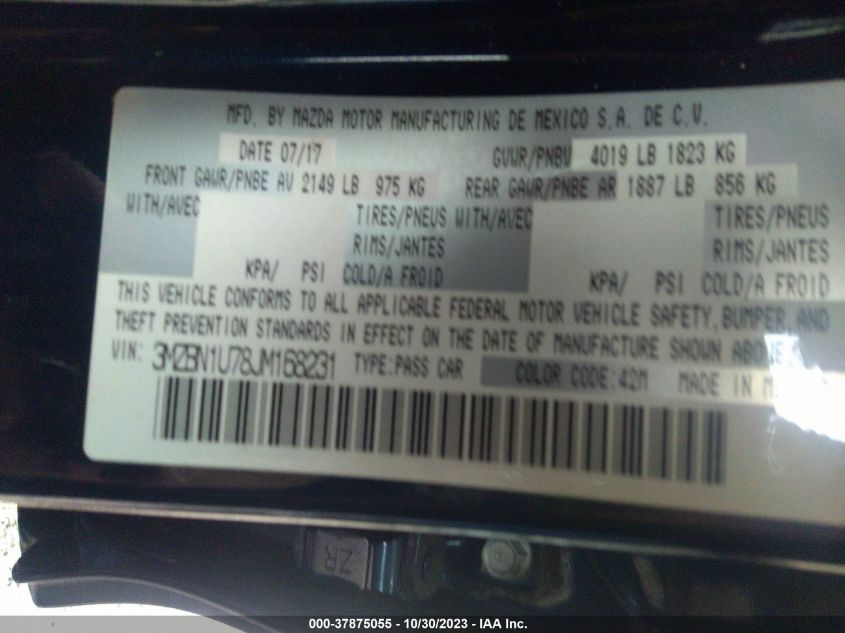 MFD. BY MAZDA MOTOR MANUFACTURING DE MEXICO S.A. DE C.V.
DATE 07/17 GVWR/PNBV 4019 LB 1823 KG
FRONT GAWR/PNBE AV 2149 LB 975 KG REAR GAWR/PNBE AR 1887 LB 856 KG
WITH/AVEC TIRES/PNEUS WITH/AVEC TIRES/PNEUS
RIMS/JANTES RIMS/JANTES
KPA/ PSI COLD/A FROID KPA/ PSI COLD/A FROID
THIS VEHICLE CONFORMS TO ALL APPLICABLE FEDERAL MOTOR VEHICLE SAFETY, BUMPER AND
THEFT PREVENTION STANDARDS IN EFFECT ON THE DATE OF MANUFACTURE SHOWN ABOVE.
VIN: 3MZBN1U78JM168231 TYPE:PASS CAR COLOR CODE:42M MADE IN
ZR
000-37875055 - 10/30/2023 - IAA Inc.